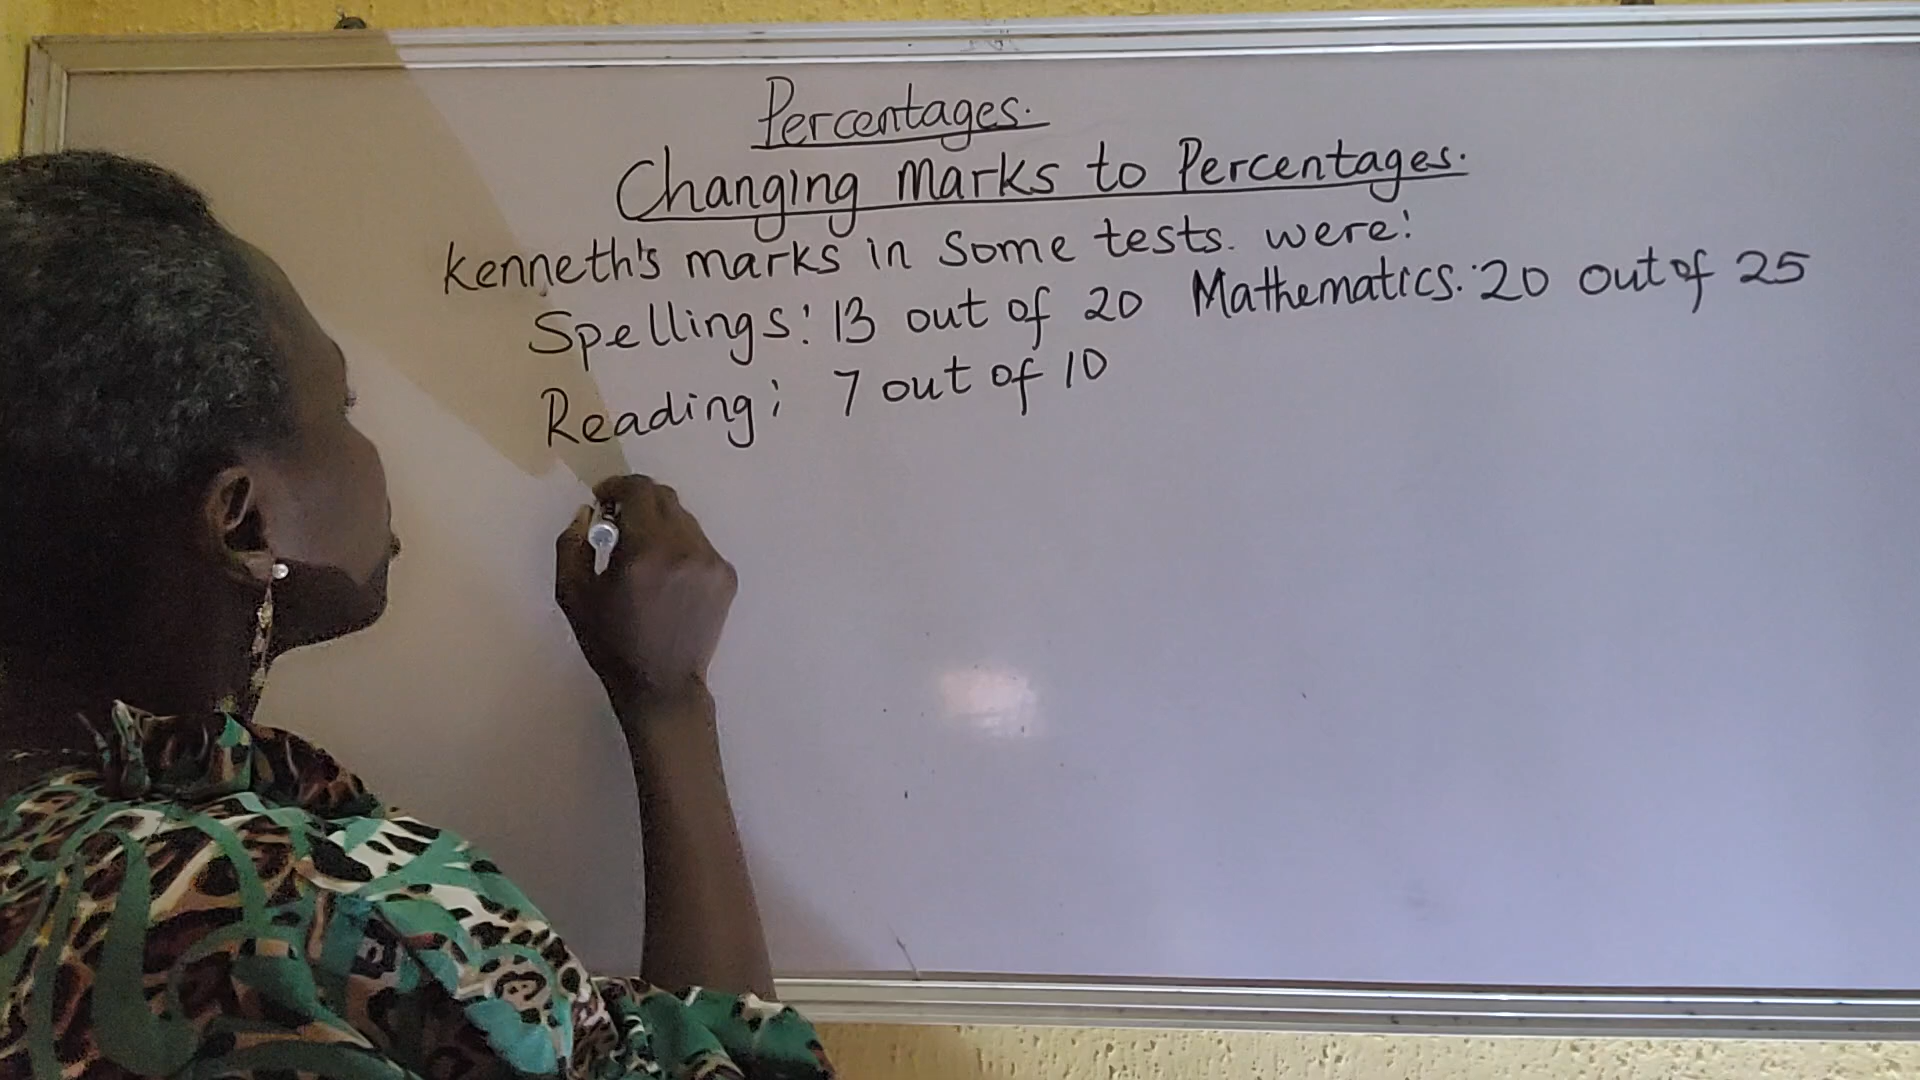 Percentages.
Changing marks to Percentages.
Kenneth's marks in some tests. were:
Spellings: 13 out of 20 Mathematics: 20 out of 25
Reading: 7 out of 10